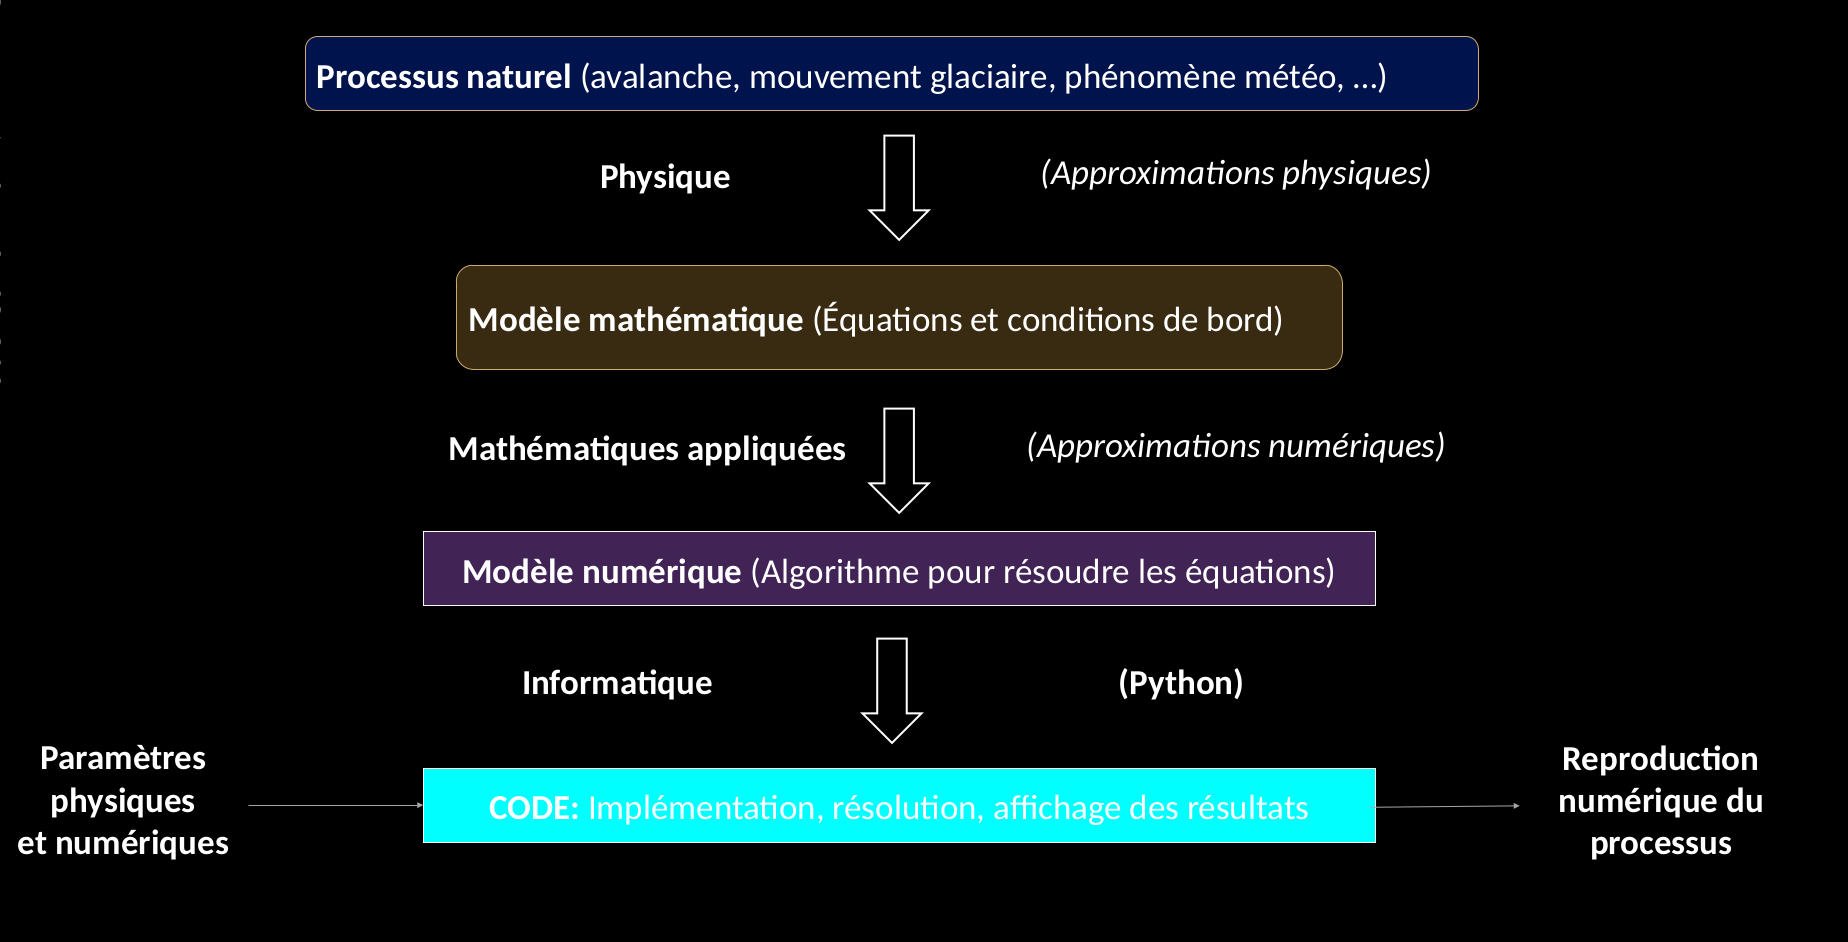 Processus naturel (avalanche, mouvement glaciaire, phénomène météo, ...)
Physique
(Approximations physiques)
Modèle mathématique (Équations et conditions de bord)
Mathématiques appliquées
(Approximations numériques)
Modèle numérique (Algorithme pour résoudre les équations)
Informatique
(Python)
Paramètres
physiques
et numériques
CODE: Implémentation, résolution, affichage des résultats
Reproduction
numérique du
processus